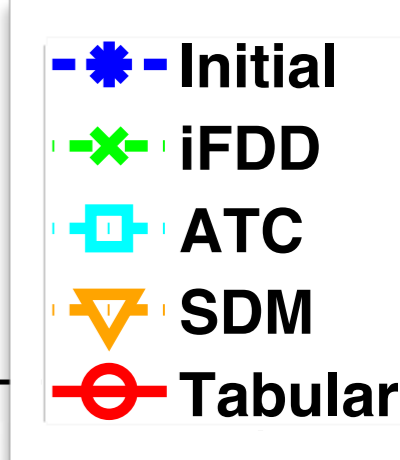 Initial
iFDD
ATC
SDM
Tabular